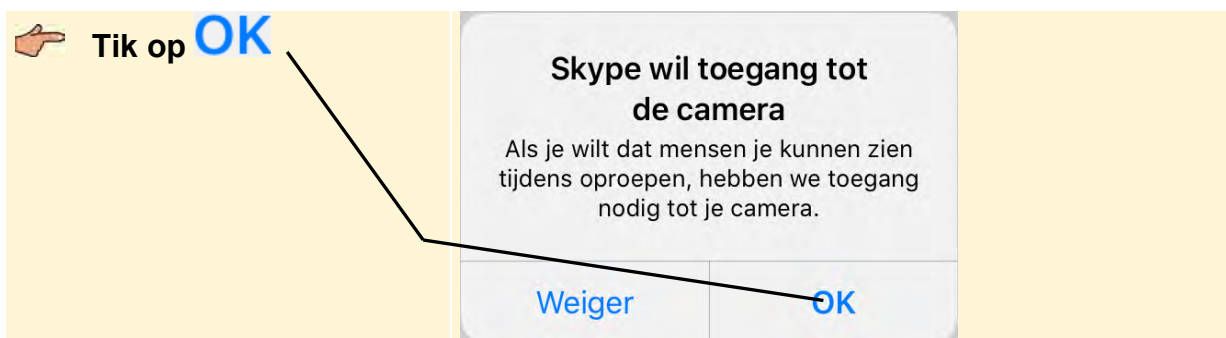 Tik op OK
Skype wil toegang tot
de camera
Als je wilt dat mensen je kunnen zien
tijdens oproepen, hebben we toegang
nodig tot je camera.
Weiger
OK